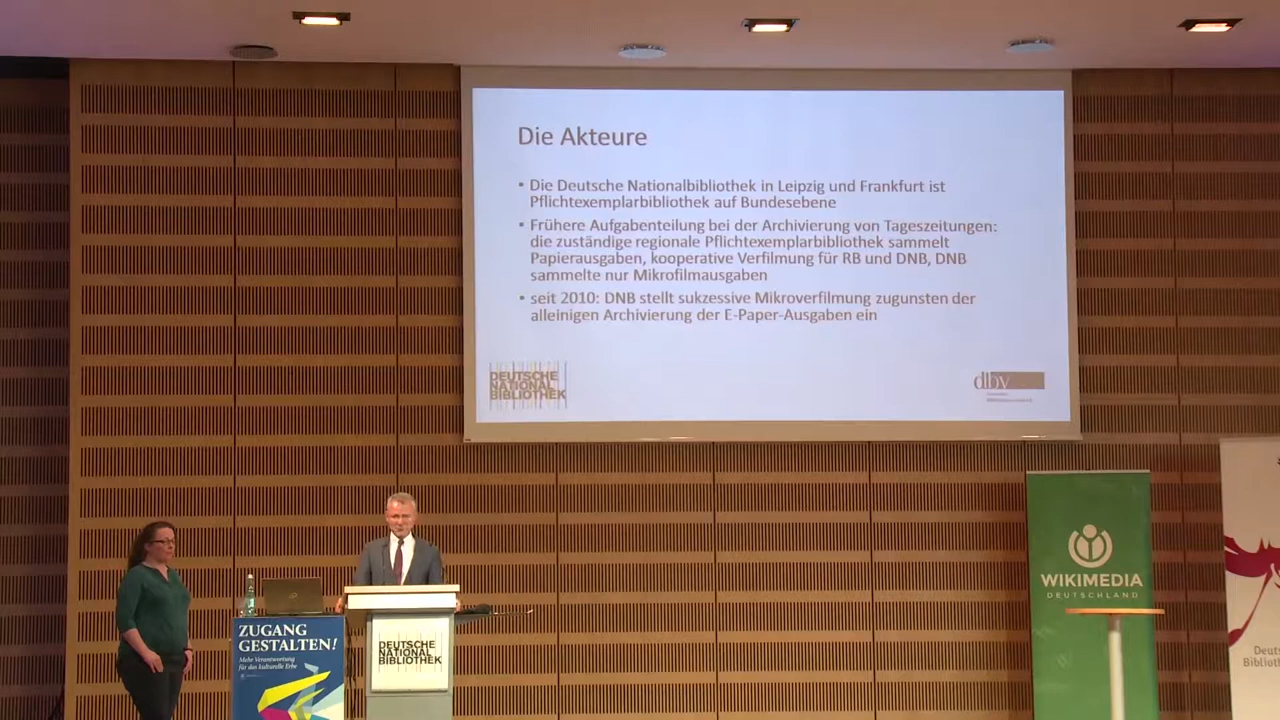 Die Akteure
• Die Deutsche Nationalbibliothek in Leipzig und Frankfurt ist
Pflichtexemplarbibliothek auf Bundesebene
• Frühere Aufgabenteilung bei der Archivierung von Tageszeitungen:
die zuständige regionale Pflichtexemplarbibliothek sammelt
Papierausgaben, kooperative Verfilmung für RB und DNB, DNB
sammelte nur Mikrofilmausgaben
• seit 2010: DNB stellt sukzessive Mikroverfilmung zugunsten der
alleinigen Archivierung der E-Paper-Ausgaben ein
DEUTSCHE
NATIONAL
BIBLIOTHEK
dbv
ZUGANG
GESTALTEN!
Mehr Verantwortung
für das kulturelle Erbe
DEUTSCHE
NATIONAL
BIBLIOTHEK
WIKIMEDIA
DEUTSCHLAND
Deuts
Biblioth